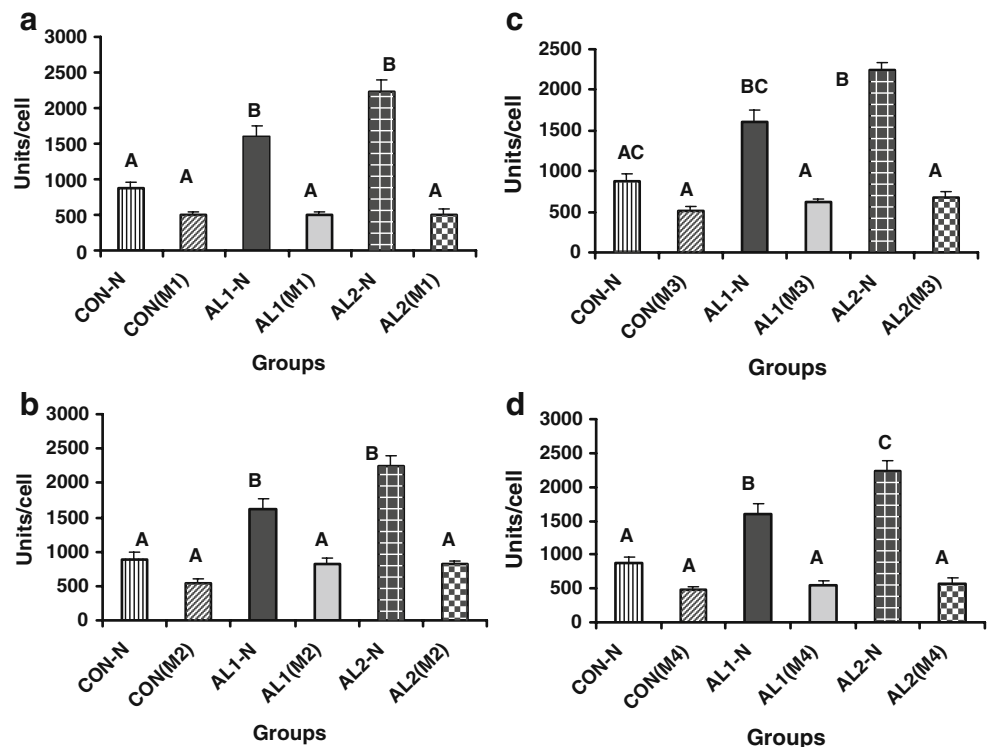 a
Units/cell
3500
3000
2500
2000
1500
1000
500
0
A
A
B
A
B
A
CON-N
CON(M1)
AL1-N
AL1(M1)
AL2-N
AL2(M1)
Groups
b
Units/cell
3000
2500
2000
1500
1000
500
0
A
A
B
A
B
A
CON-N
CON(M2)
AL1-N
AL1(M2)
AL2-N
AL2(M2)
Groups
c
Units/cell
2500
2000
1500
1000
500
0
AC
A
BC
A
B
A
CON-N
CON(M3)
AL1-N
AL1(M3)
AL2-N
AL2(M3)
Groups
d
Units/cell
3000
2500
2000
1500
1000
500
0
A
A
B
A
C
A
CON-N
CON(M4)
AL1-N
AL1(M4)
AL2-N
AL2(M4)
Groups